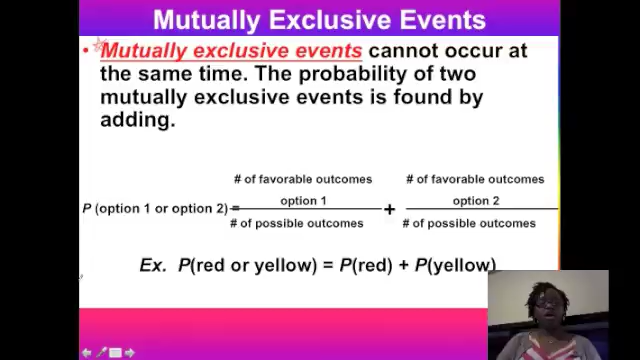 Mutually Exclusive Events
• Mutually exclusive events cannot occur at
the same time. The probability of two
mutually exclusive events is found by
adding.
# of favorable outcomes # of favorable outcomes
option 1 option 2
P (option 1 or option 2)= +
# of possible outcomes # of possible outcomes
Ex. P(red or yellow) = P(red) + P(yellow)